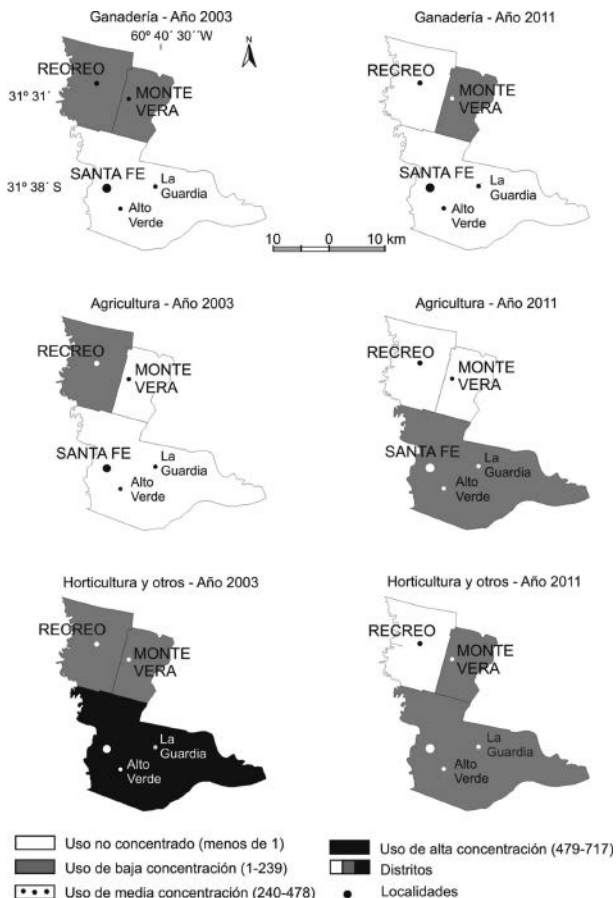 Ganadería - Año 2003
60º 40´ 30´´ W
N
RECREO
31º 31´
MONTE
VERA
SANTA FE
31º 38´ S
La
Guardia
Alto
Verde
Ganadería - Año 2011
RECREO
MONTE
VERA
SANTA FE
La
Guardia
Alto
Verde
10 0 10 km
Agricultura - Año 2003
RECREO
MONTE
VERA
SANTA FE
La
Guardia
Alto
Verde
Agricultura - Año 2011
RECREO
MONTE
VERA
SANTA FE
La
Guardia
Alto
Verde
Horticultura y otros - Año 2003
RECREO
MONTE
VERA
La
Guardia
Alto
Verde
Horticultura y otros - Año 2011
RECREO
MONTE
VERA
La
Guardia
Alto
Verde
Uso no concentrado (menos de 1)
Uso de baja concentración (1-239)
Uso de media concentración (240-478)
Uso de alta concentración (479-717)
Distritos
Localidades